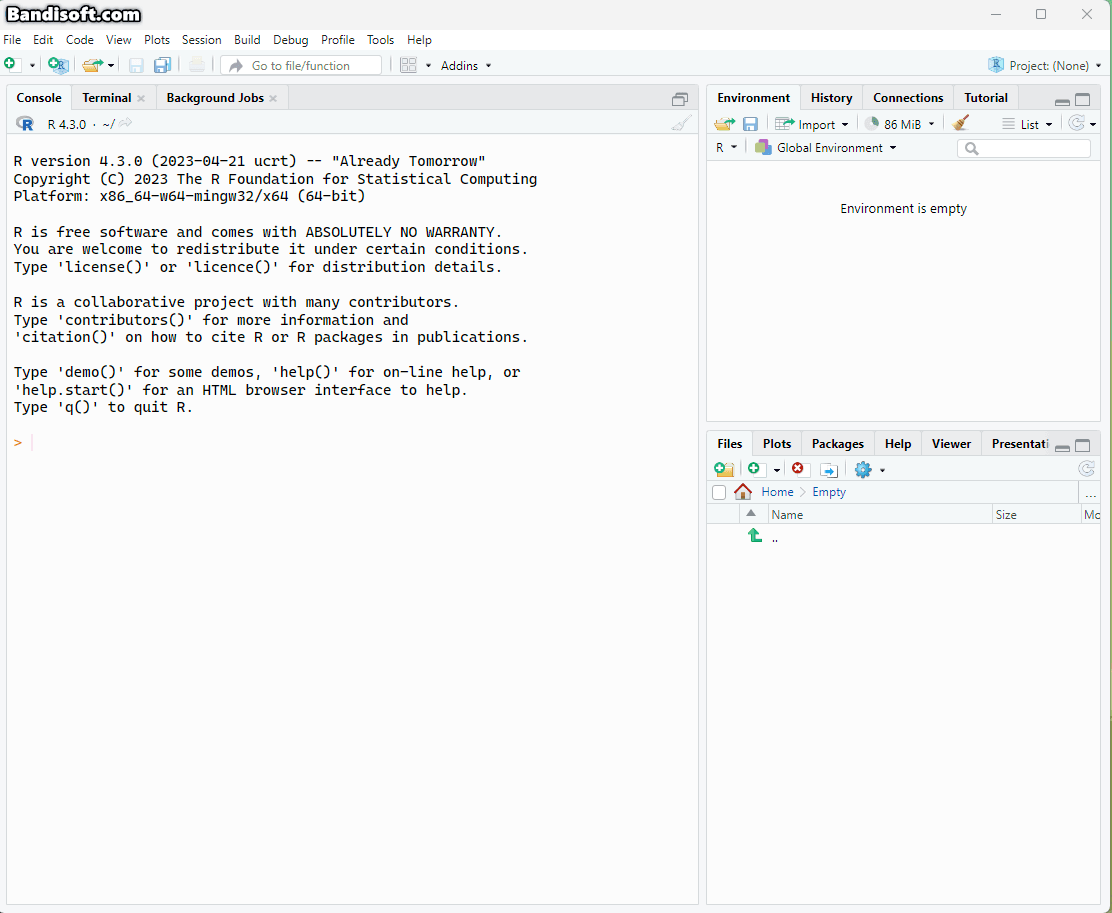 Bandisoft.com
File Edit Code View Plots Session Build Debug Profile Tools Help
Go to file/function Addins R Project: (None)
Console Terminal Background Jobs
R R 4.3.0 · ~/
R version 4.3.0 (2023-04-21 ucrt) -- "Already Tomorrow"
Copyright (C) 2023 The R Foundation for Statistical Computing
Platform: x86_64-w64-mingw32/x64 (64-bit)
R is free software and comes with ABSOLUTELY NO WARRANTY.
You are welcome to redistribute it under certain conditions.
Type 'license()' or 'licence()' for distribution details.
R is a collaborative project with many contributors.
Type 'contributors()' for more information and
'citation()' on how to cite R or R packages in publications.
Type 'demo()' for some demos, 'help()' for on-line help, or
'help.start()' for an HTML browser interface to help.
Type 'q()' to quit R.
>
Environment History Connections Tutorial
Import 86 MiB List
R Global Environment
Environment is empty
Files Plots Packages Help Viewer Presentati
Home Empty ...
Name Size Mo
..